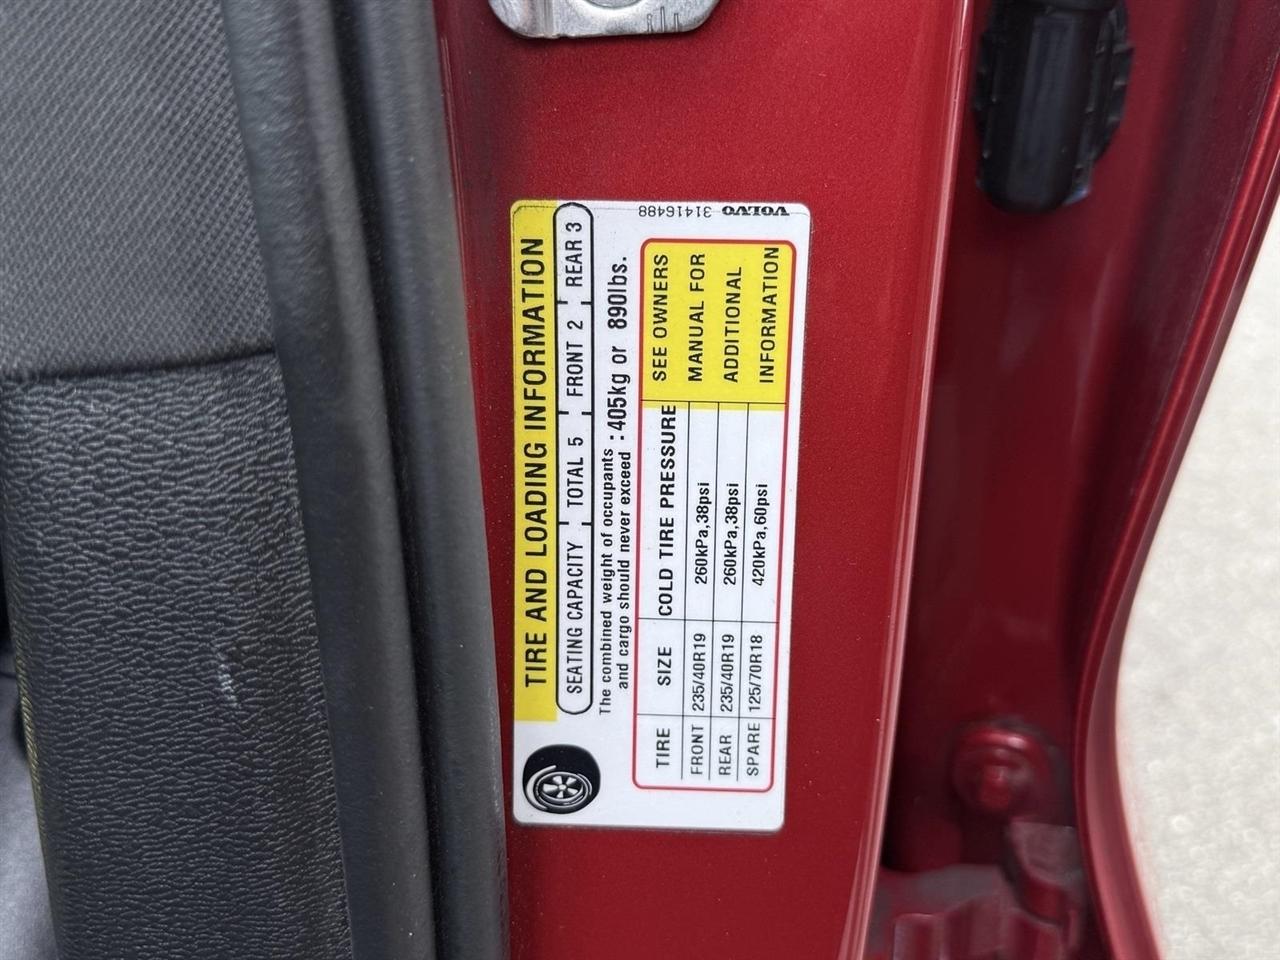 TIRE AND LOADING INFORMATION
SEATING CAPACITY TOTAL 5 FRONT 2 REAR 3
The combined weight of occupants
and cargo should never exceed : 405kg or 890lbs.
TIRE SIZE COLD TIRE PRESSURE SEE OWNERS
FRONT 235/40R19 260kPa,38psi MANUAL FOR
REAR 235/40R19 260kPa,38psi ADDITIONAL
SPARE 125/70R18 420kPa,60psi INFORMATION
VOLVO 31416488